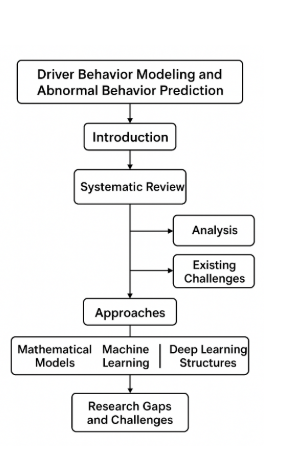 Driver Behavior Modeling and
Abnormal Behavior Prediction
Introduction
Systematic Review
Analysis
Existing
Challenges
Approaches
Mathematical Models
Machine Learning
Deep Learning Structures
Research Gaps
and Challenges